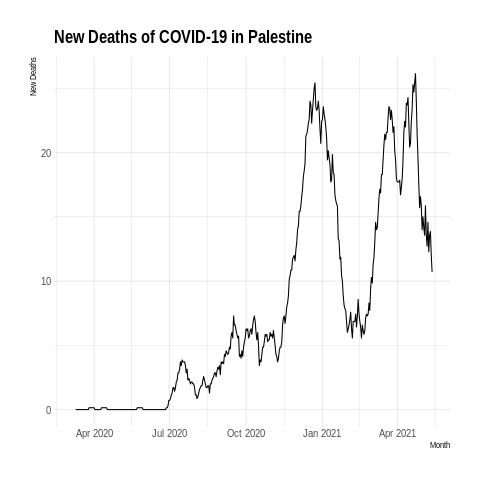 New Deaths of COVID-19 in Palestine
New Deaths
20
10
0
Apr 2020 Jul 2020 Oct 2020 Jan 2021 Apr 2021
Month